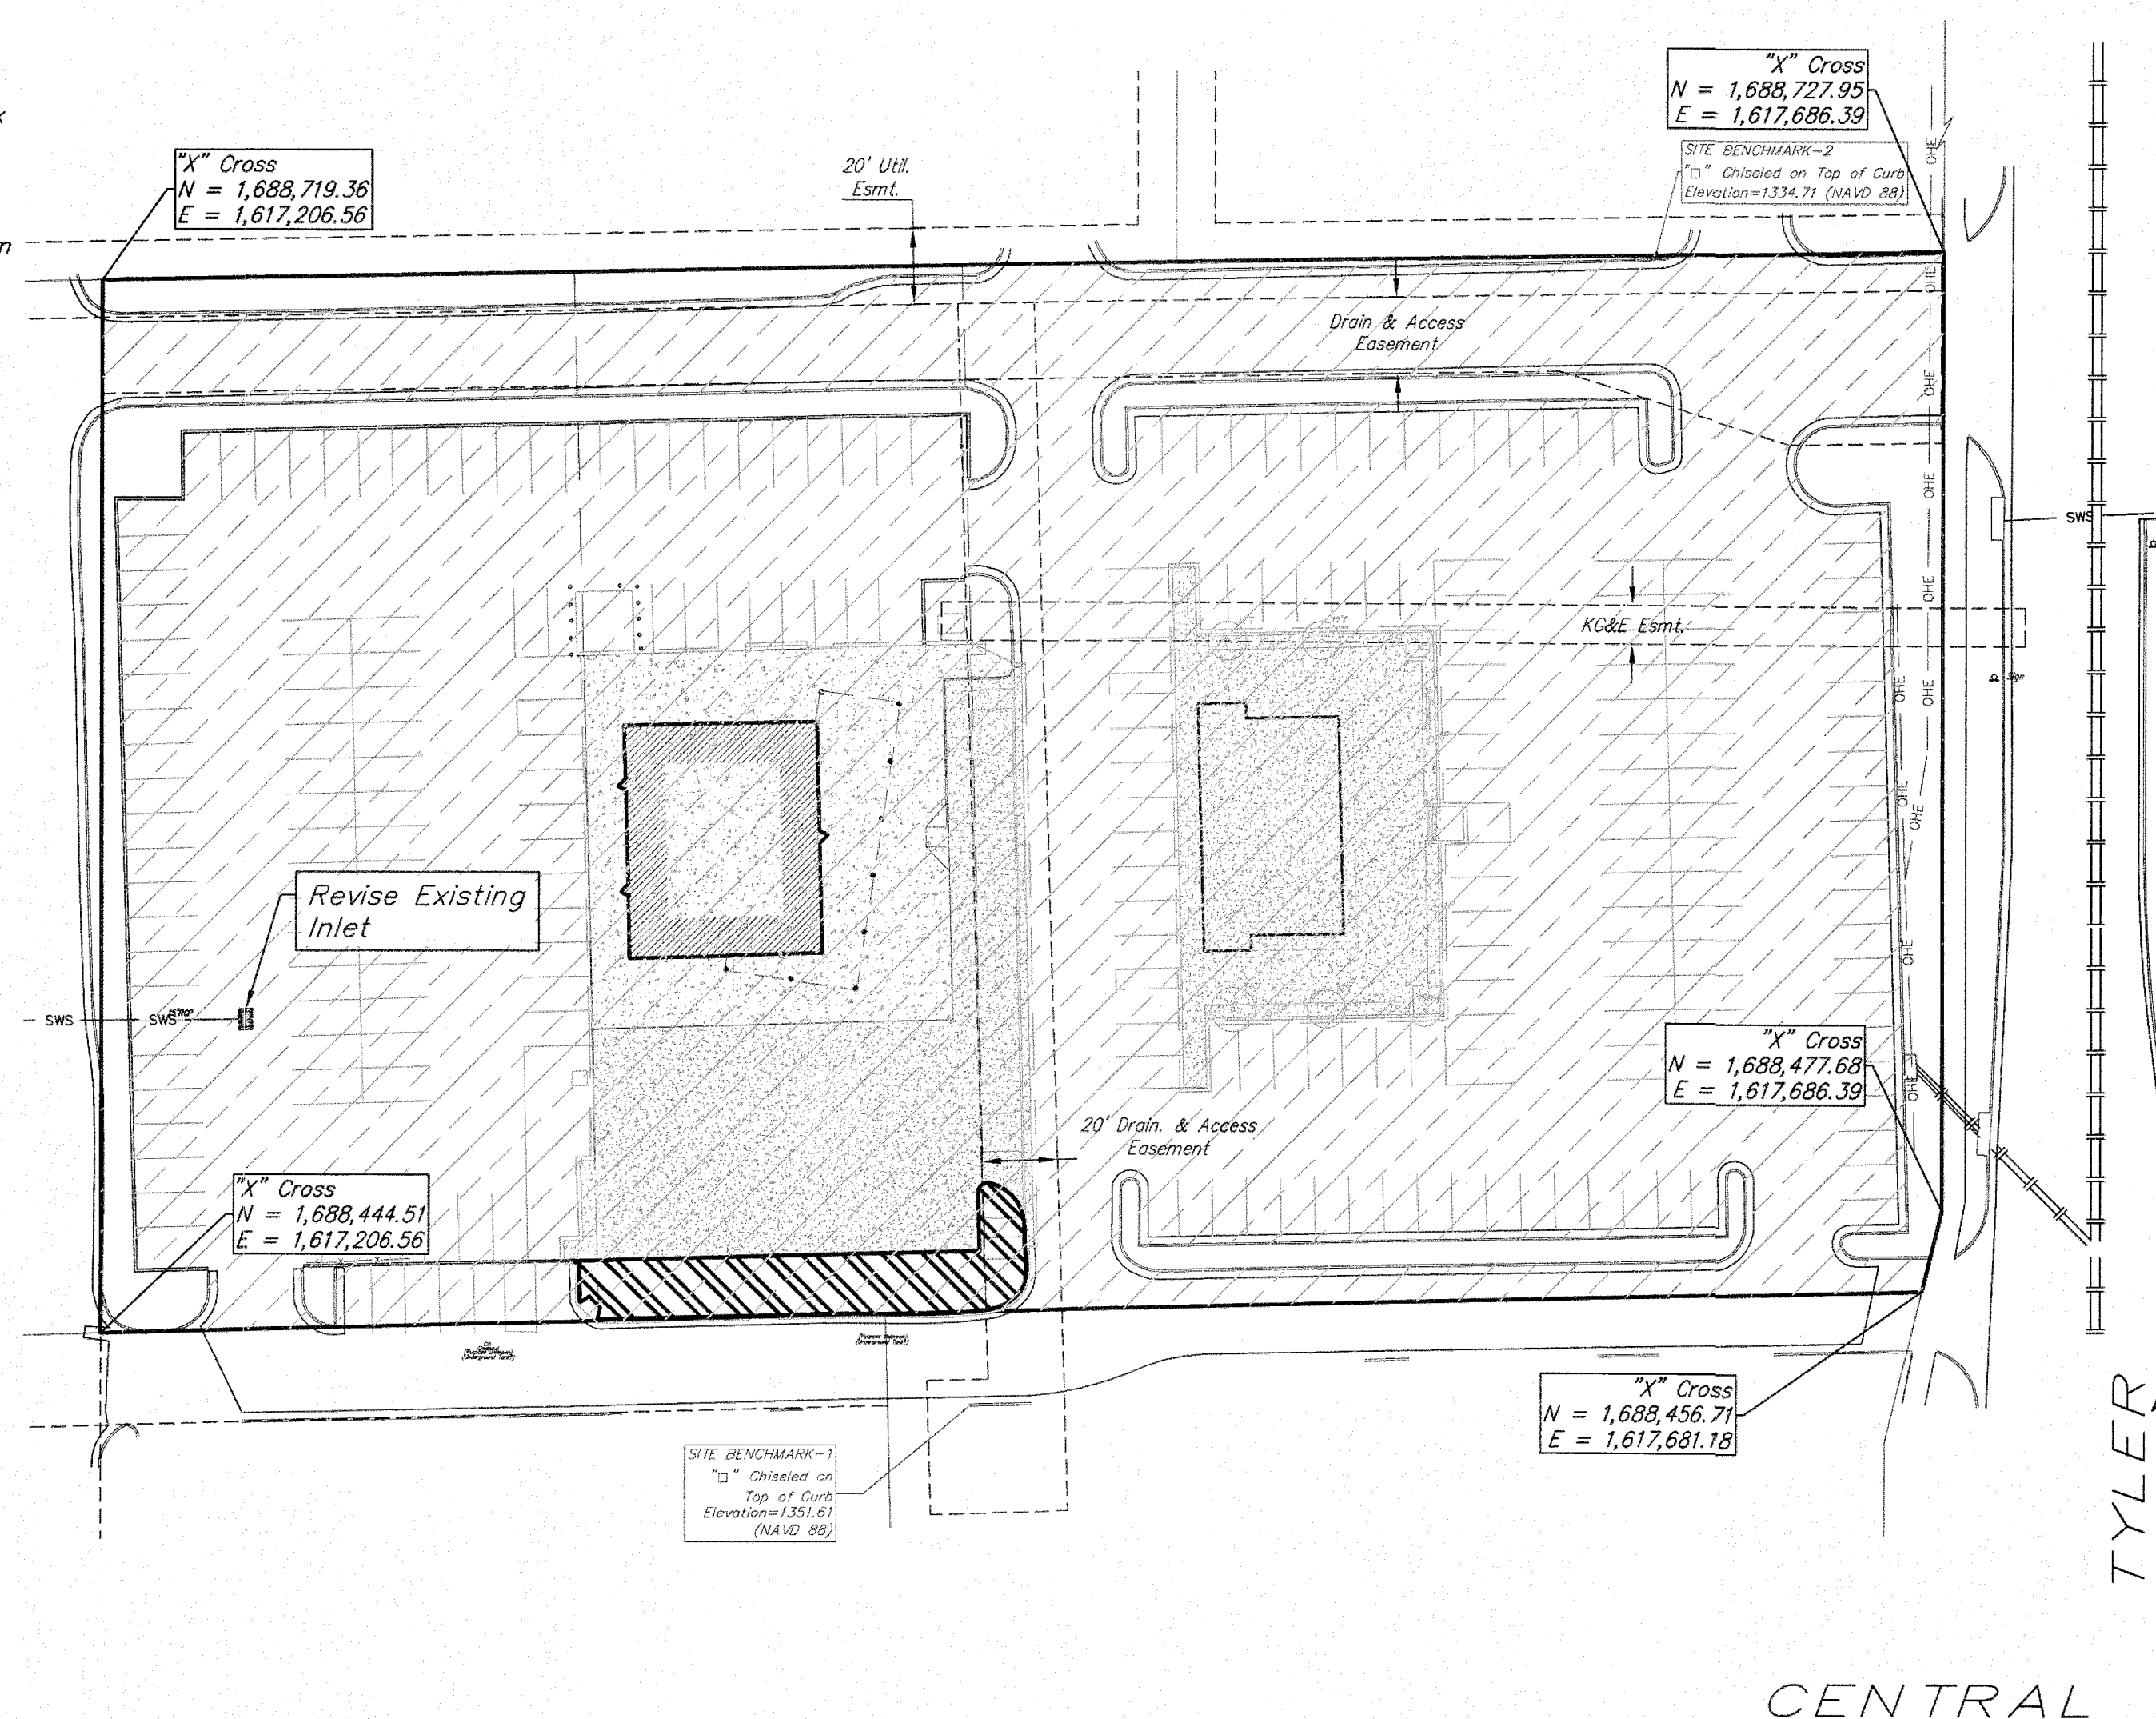 "X" Cross
N = 1,688,727.95
E = 1,617,686.39
SITE BENCHMARK-2
"□" Chiseled on Top of Curb
Elevation=1334.71 (NAVD 88)
"X" Cross
N = 1,688,719.36
E = 1,617,206.56
20' Util.
Esmt.
OHE
OHE
Drain & Access
Easement
OHE
OHE
SWS
OHE
KG&E Esmt.
Sign
OHE
OHE
OHE
OHE
Revise Existing
Inlet
OHE
SWS
SWS
"X" Cross
N = 1,688,477.68
E = 1,617,686.39
OHE
20' Drain. & Access
Easement
"X" Cross
N = 1,688,444.51
E = 1,617,206.56
"X" Cross
N = 1,688,456.71
E = 1,617,681.18
SITE BENCHMARK-1
"□" Chiseled on
Top of Curb
Elevation=1351.61
(NAVD 88)
TYLER
CENTRAL